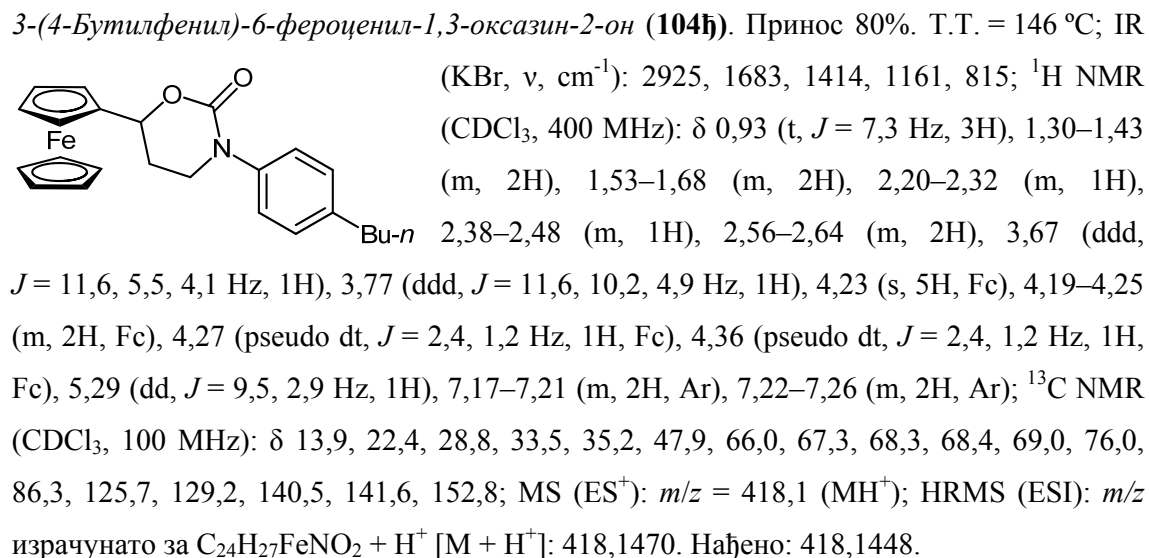 3-(4-Бутилфенил)-6-фероценил-1,3-оксазин-2-он (104ђ). Принос 80%. Т.Т. = 146 ºC; IR
(KBr, ν, cm-1): 2925, 1683, 1414, 1161, 815; 1H NMR
(CDCl3, 400 MHz): δ 0,93 (t, J = 7,3 Hz, 3H), 1,30–1,43
(m, 2H), 1,53–1,68 (m, 2H), 2,20–2,32 (m, 1H),
2,38–2,48 (m, 1H), 2,56–2,64 (m, 2H), 3,67 (ddd,
O
O
Fe
N
Bu-n
J = 11,6, 5,5, 4,1 Hz, 1H), 3,77 (ddd, J = 11,6, 10,2, 4,9 Hz, 1H), 4,23 (s, 5H, Fc), 4,19–4,25
(m, 2H, Fc), 4,27 (pseudo dt, J = 2,4, 1,2 Hz, 1H, Fc), 4,36 (pseudo dt, J = 2,4, 1,2 Hz, 1H,
Fc), 5,29 (dd, J = 9,5, 2,9 Hz, 1H), 7,17–7,21 (m, 2H, Ar), 7,22–7,26 (m, 2H, Ar); 13C NMR
(CDCl3, 100 MHz): δ 13,9, 22,4, 28,8, 33,5, 35,2, 47,9, 66,0, 67,3, 68,3, 68,4, 69,0, 76,0,
86,3, 125,7, 129,2, 140,5, 141,6, 152,8; MS (ES+): m/z = 418,1 (MH+); HRMS (ESI): m/z
израчунато за C24H27FeNO2 + H+ [M + H+]: 418,1470. Нађено: 418,1448.